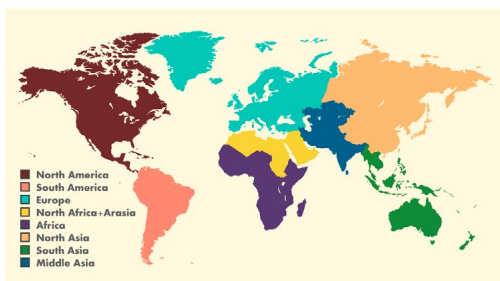 North America
South America
Europe
North Africa+Arasia
Africa
North Asia
South Asia
Middle Asia